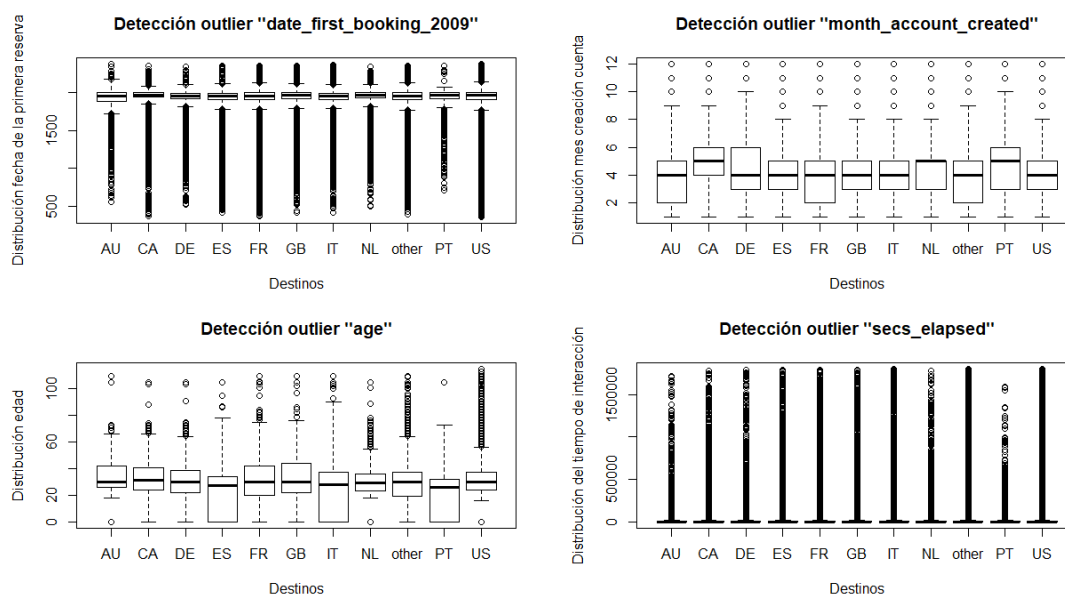 Detección outlier "date_first_booking_2009"
Distribución fecha de la primera reserva
1500
500
AU CA DE ES FR GB IT NL other PT US
Destinos
Detección outlier "month_account_created"
Distribución mes creación cuenta
12
10
8
6
4
2
AU CA DE ES FR GB IT NL other PT US
Destinos
Detección outlier "age"
Distribución edad
100
60
20
0
AU CA DE ES FR GB IT NL other PT US
Destinos
Detección outlier "secs_elapsed"
Distribución del tiempo de interacción
1500000
500000
0
AU CA DE ES FR GB IT NL other PT US
Destinos